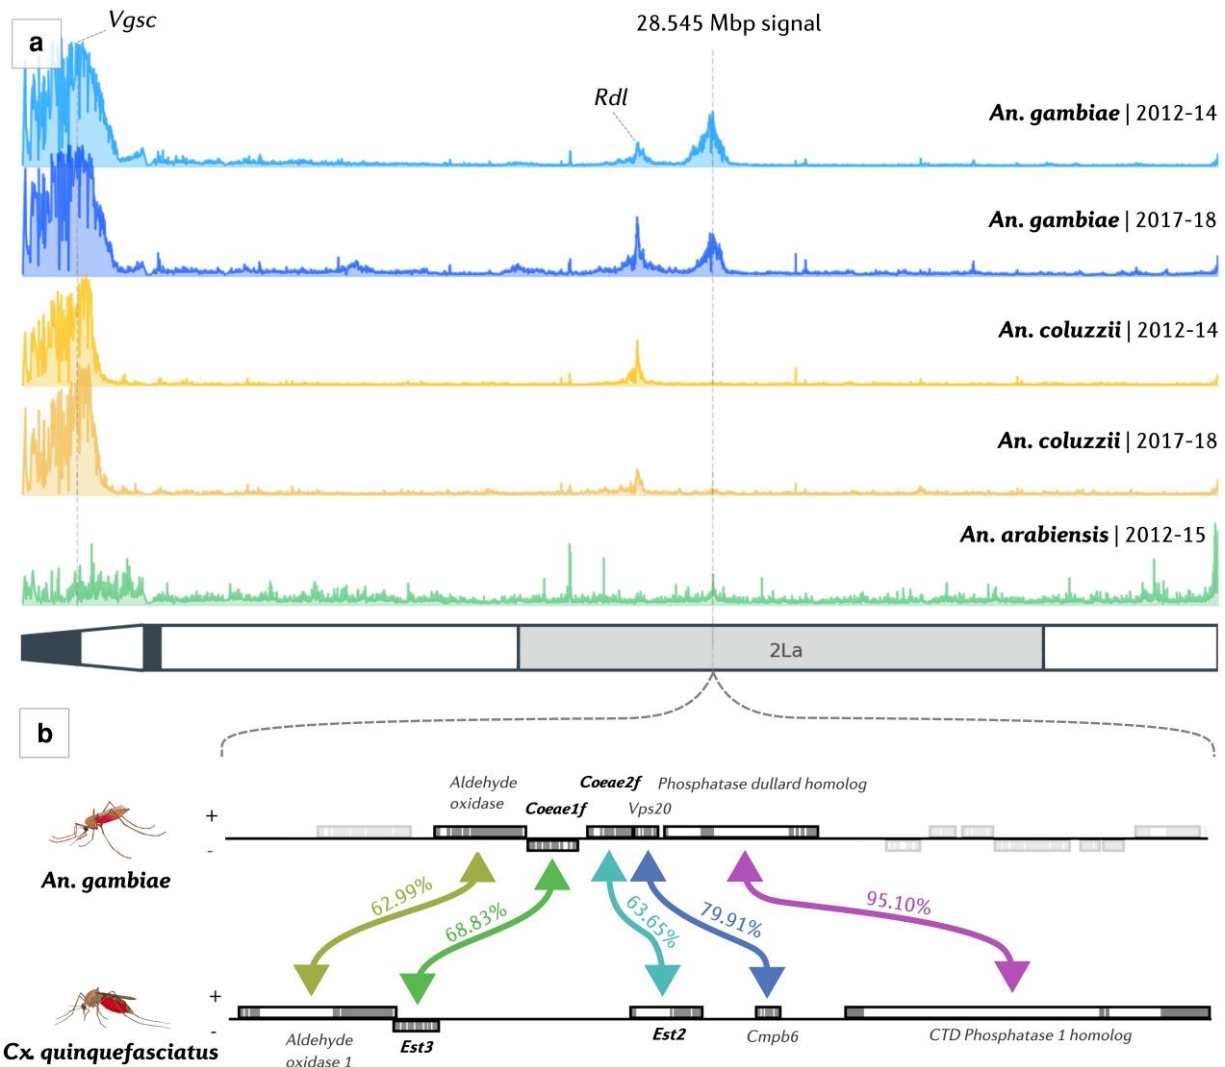 a
Vgsc
28.545 Mbp signal
Rdl
An. gambiae | 2012-14
An. gambiae | 2017-18
An. coluzzii | 2012-14
An. coluzzii | 2017-18
An. arabiensis | 2012-15
2La
b
Aldehyde
oxidase
Coeae1f
Coeae2f
Vps20
Phosphatase dullard homolog
+
-
An. gambiae
62.99%
68.83%
63.65%
79.91%
95.10%
+
-
Cx. quinquefasciatus
Aldehyde
oxidase 1
Est3
Est2
Cmpb6
CTD Phosphatase 1 homolog